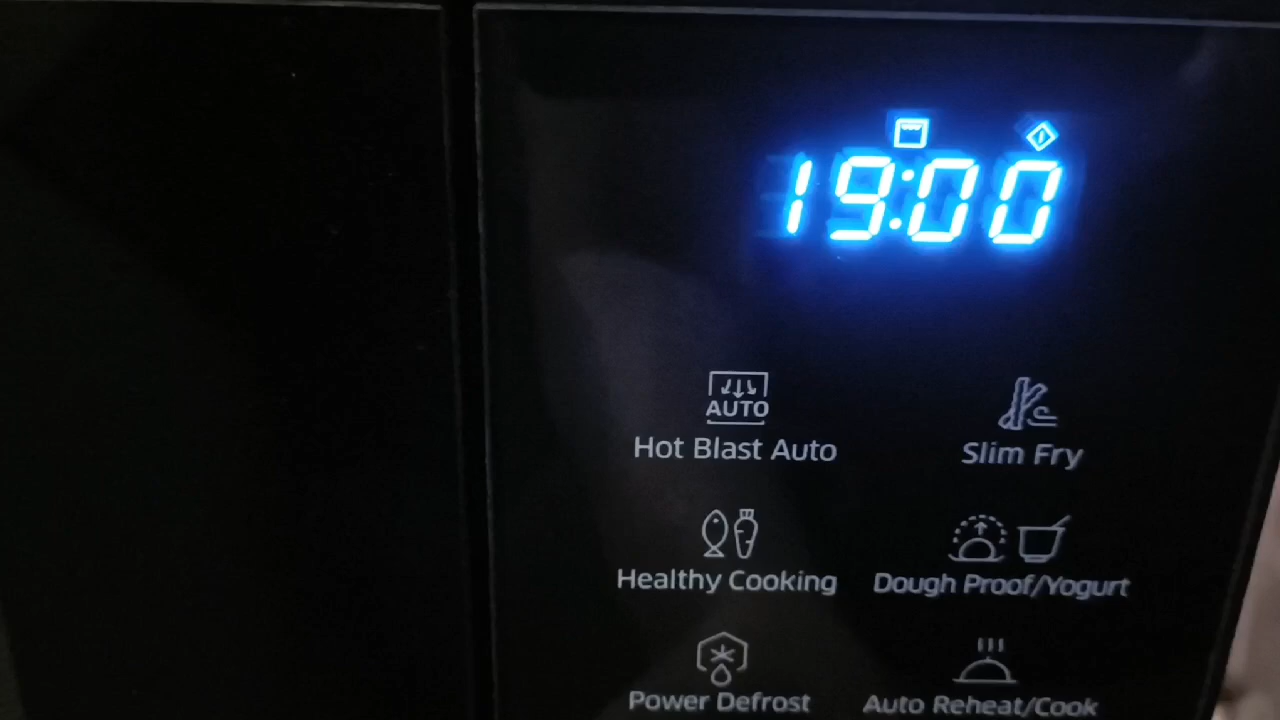 19:00
AUTO
Hot Blast Auto
Slim Fry
Healthy Cooking
Dough Proof/Yogurt
Power Defrost
Auto Reheat/Cook